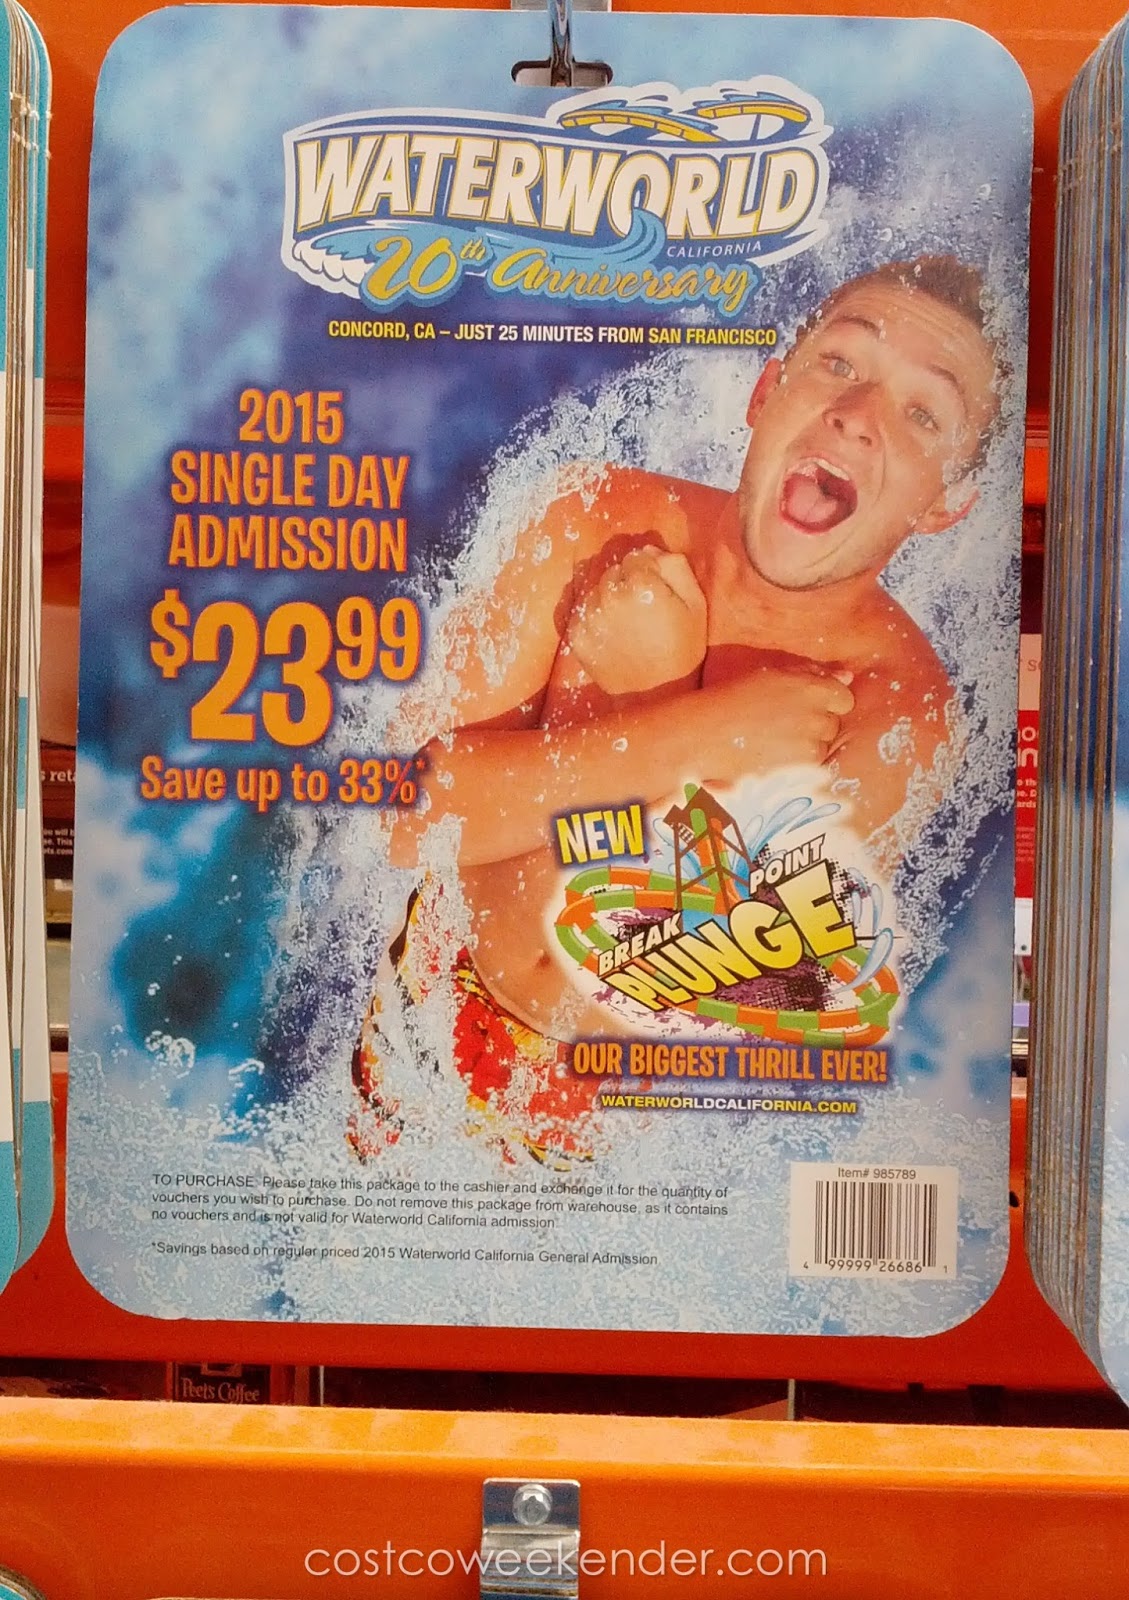 WATERWORLD
CALIFORNIA
20th Anniversary
CONCORD, CA – JUST 25 MINUTES FROM SAN FRANCISCO
2015
SINGLE DAY
ADMISSION
$23.99
Save up to 33%*
NEW
BREAK POINT
PLUNGE
OUR BIGGEST THRILL EVER!
WATERWORLDCALIFORNIA.COM
TO PURCHASE: Please take this package to the cashier and exchange it for the quantity of
vouchers you wish to purchase. Do not remove this package from warehouse, as it contains
no vouchers and is not valid for Waterworld California admission.
*Savings based on regular priced 2015 Waterworld California General Admission
Item# 985789
4 99999 26686 1
Peet's Coffee
costcoweekender.com